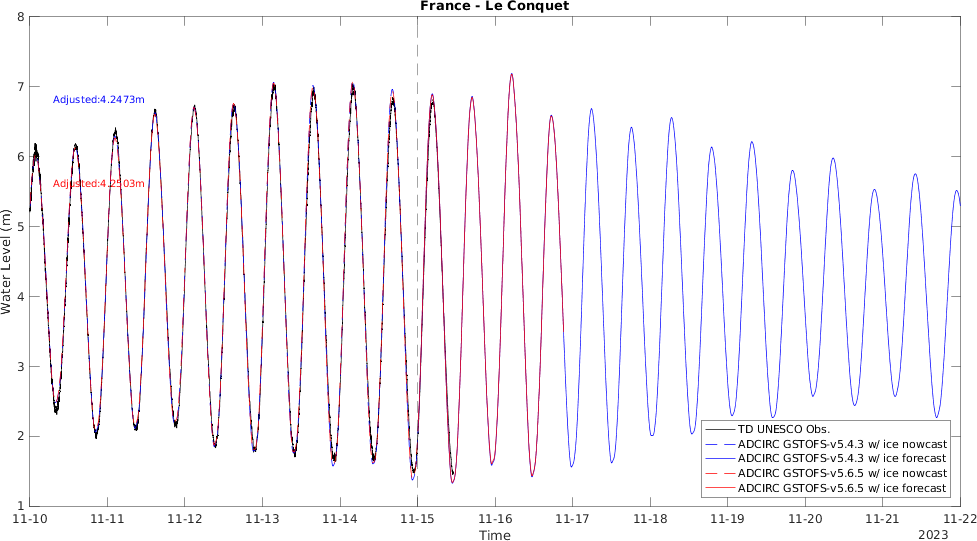 France - Le Conquet
8
7
6
5
4
3
2
1
Water Level (m)
Adjusted:4.2473m
Adjusted:4.2503m
TD UNESCO Obs.
ADCIRC GSTOFS-v5.4.3 w/ ice nowcast
ADCIRC GSTOFS-v5.4.3 w/ ice forecast
ADCIRC GSTOFS-v5.6.5 w/ ice nowcast
ADCIRC GSTOFS-v5.6.5 w/ ice forecast
11-10 11-11 11-12 11-13 11-14 11-15 11-16 11-17 11-18 11-19 11-20 11-21 11-22
Time
2023